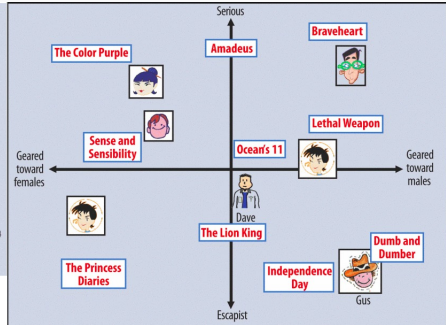 Serious
Braveheart
Amadeus
The Color Purple
Lethal Weapon
Sense and
Sensibility
Ocean's 11
Geared
toward
females
Geared
toward
males
Dave
The Lion King
Dumb and
Dumber
The Princess
Diaries
Independence
Day
Gus
Escapist